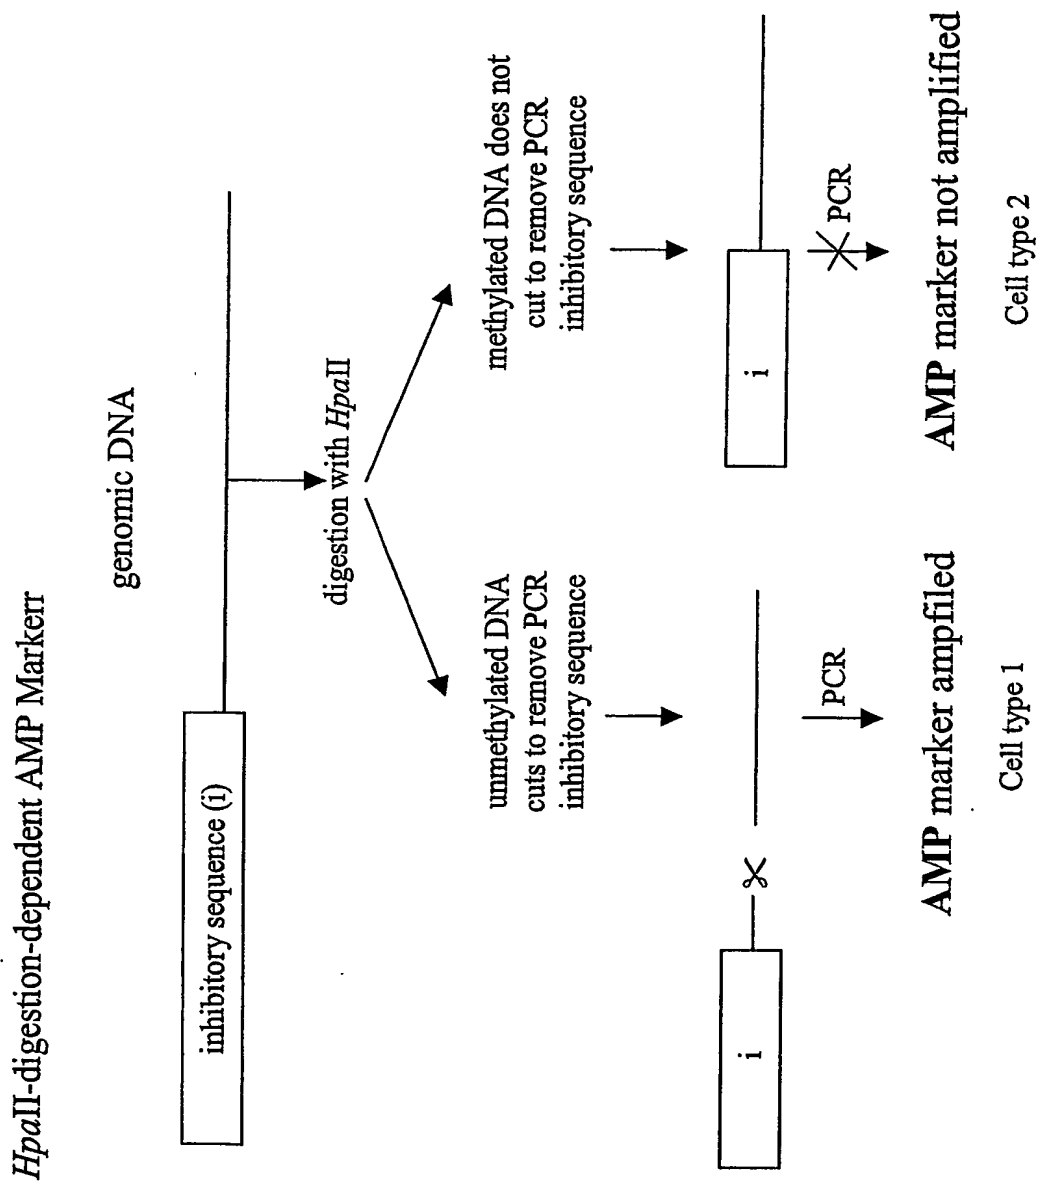 HpaII-digestion-dependent AMP Markerr
genomic DNA
inhibitory sequence (i)
digestion with HpaII
unmethylated DNA
cuts to remove PCR
inhibitory sequence
methylated DNA does not
cut to remove PCR
inhibitory sequence
i
i
PCR
PCR
AMP marker ampfiled
AMP marker not amplified
Cell type 1
Cell type 2